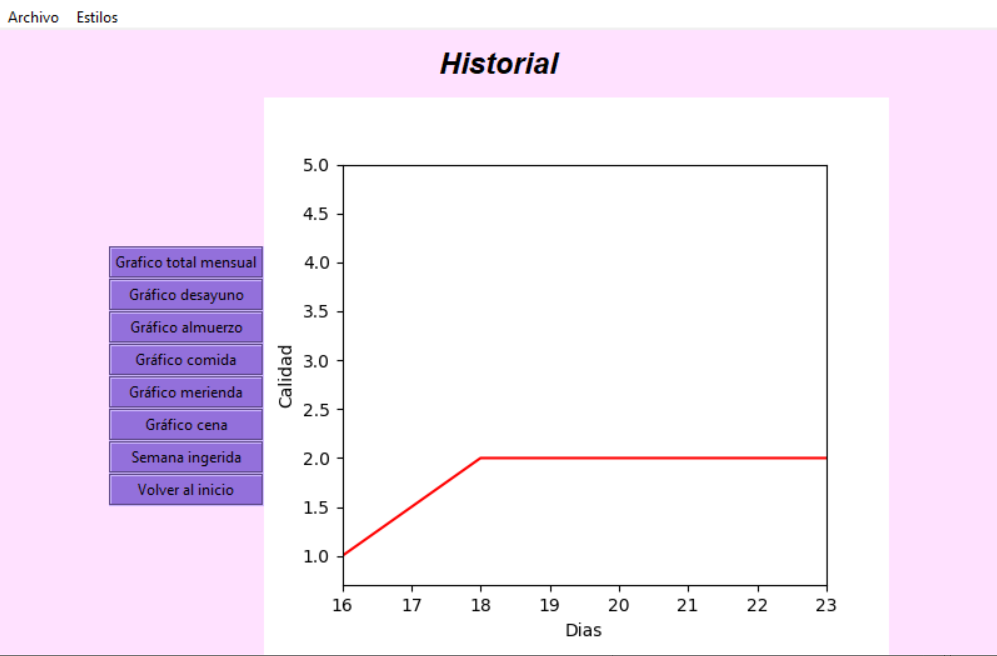 Archivo Estilos
Historial
Grafico total mensual
Gráfico desayuno
Gráfico almuerzo
Gráfico comida
Gráfico merienda
Gráfico cena
Semana ingerida
Volver al inicio
Calidad
5.0
4.5
4.0
3.5
3.0
2.5
2.0
1.5
1.0
16 17 18 19 20 21 22 23
Dias